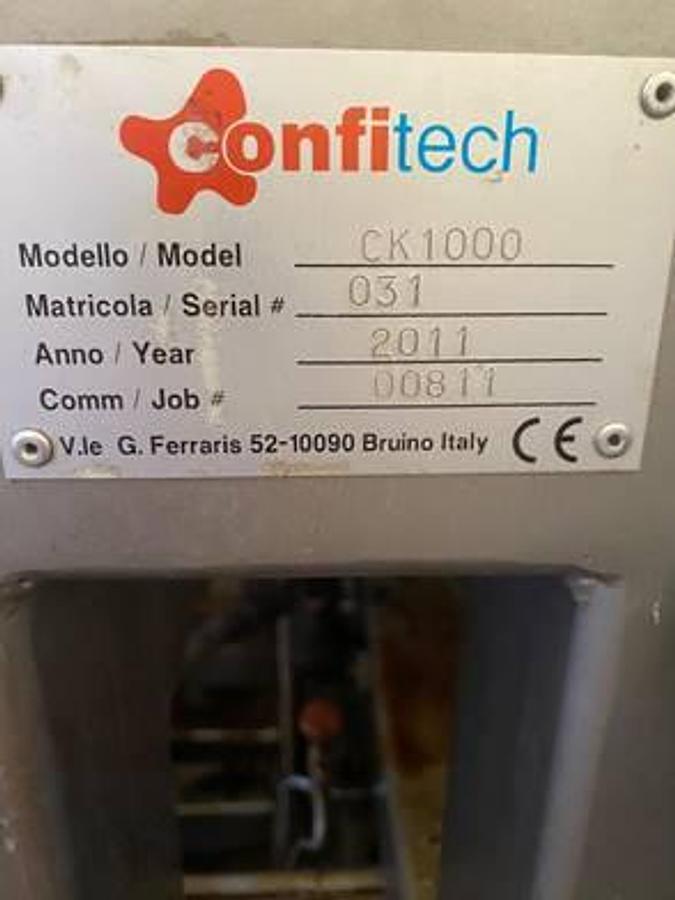 Confitech
Modello / Model CK1000
Matricola / Serial # 031
Anno / Year 2011
Comm / Job # 00811
V.le G. Ferraris 52-10090 Bruino Italy CE